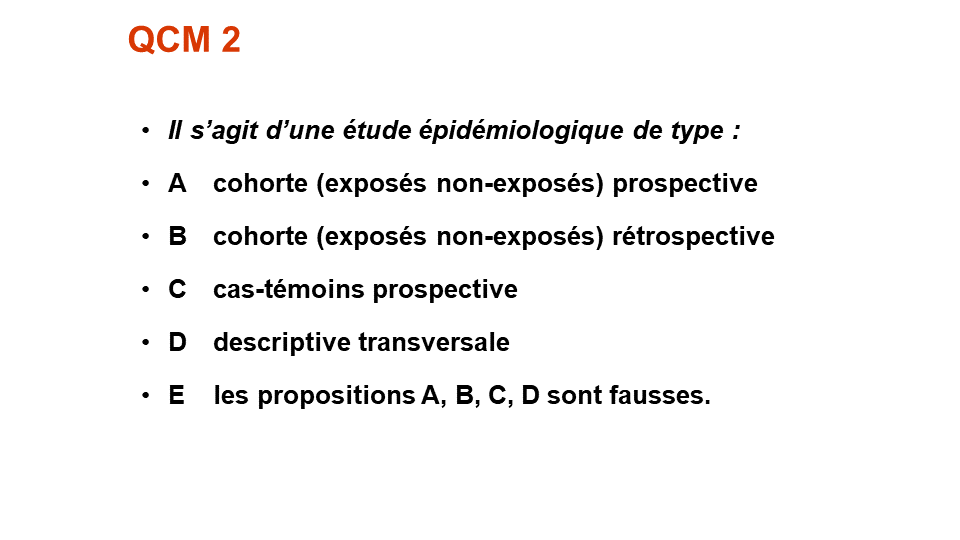 QCM 2
• Il s’agit d’une étude épidémiologique de type :
• A cohorte (exposés non-exposés) prospective
• B cohorte (exposés non-exposés) rétrospective
• C cas-témoins prospective
• D descriptive transversale
• E les propositions A, B, C, D sont fausses.